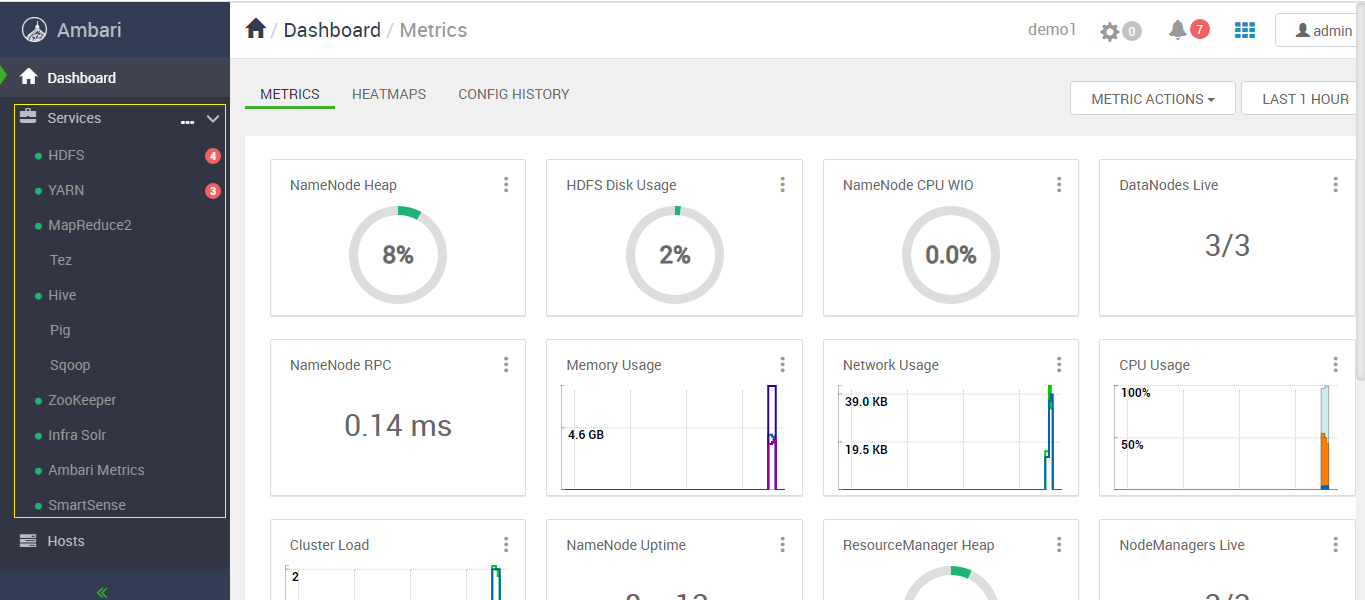 Ambari
Dashboard / Metrics
demo1
0
7
admin
Dashboard
Services
HDFS 4
YARN 3
MapReduce2
Tez
Hive
Pig
Sqoop
ZooKeeper
Infra Solr
Ambari Metrics
SmartSense
Hosts
METRICS HEATMAPS CONFIG HISTORY
METRIC ACTIONS LAST 1 HOUR
NameNode Heap
8%
HDFS Disk Usage
2%
NameNode CPU WIO
0.0%
DataNodes Live
3/3
NameNode RPC
0.14 ms
Memory Usage
4.6 GB
Network Usage
39.0 KB
19.5 KB
CPU Usage
100%
50%
Cluster Load
2
NameNode Uptime
ResourceManager Heap
NodeManagers Live